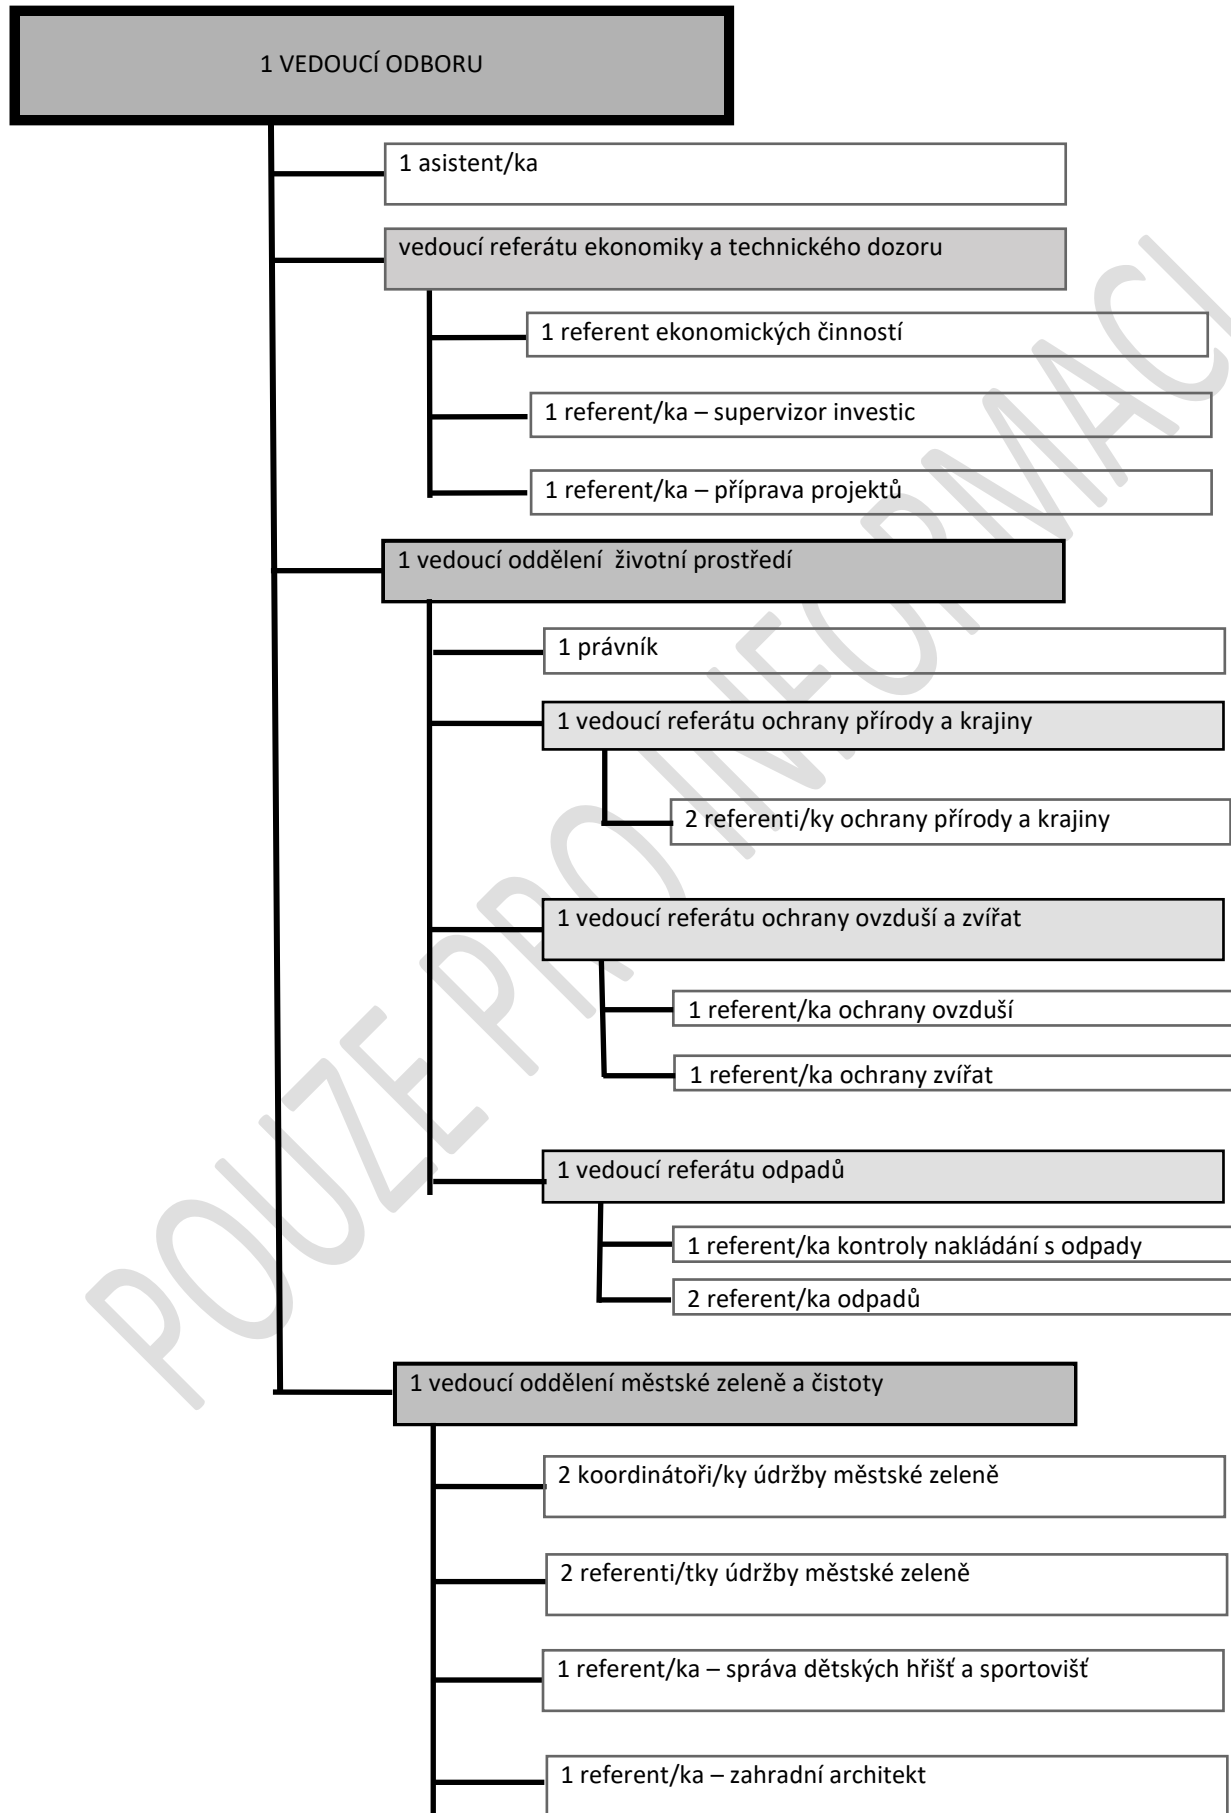 1 VEDOUCÍ ODBORU
1 asistent/ka
vedoucí referátu ekonomiky a technického dozoru
1 referent ekonomických činností
1 referent/ka – supervizor investic
1 referent/ka – příprava projektů
1 vedoucí oddělení  životní prostředí
1 právník
1 vedoucí referátu ochrany přírody a krajiny
2 referenti/ky ochrany přírody a krajiny
1 vedoucí referátu ochrany ovzduší a zvířat
1 referent/ka ochrany ovzduší
1 referent/ka ochrany zvířat
1 vedoucí referátu odpadů
1 referent/ka kontroly nakládání s odpady
2 referent/ka odpadů
1 vedoucí oddělení městské zeleně a čistoty
2 koordinátoři/ky údržby městské zeleně
2 referenti/tky údržby městské zeleně
1 referent/ka – správa dětských hřišť a sportovišť
1 referent/ka – zahradní architekt
POUZE PRO INFORMACI